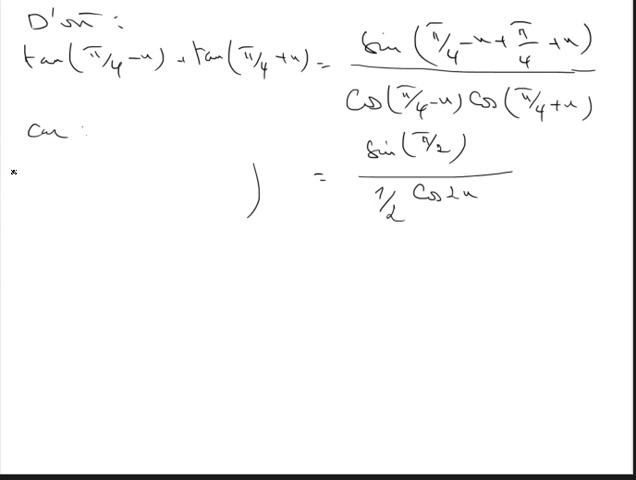 D'où :
tan(π/4 - x) + tan(π/4 + x) = sin(π/4 - x + π/4 + x) / cos(π/4 - x) cos(π/4 + x)
Car :
) = sin(π/2) / 1/2 cos 2x